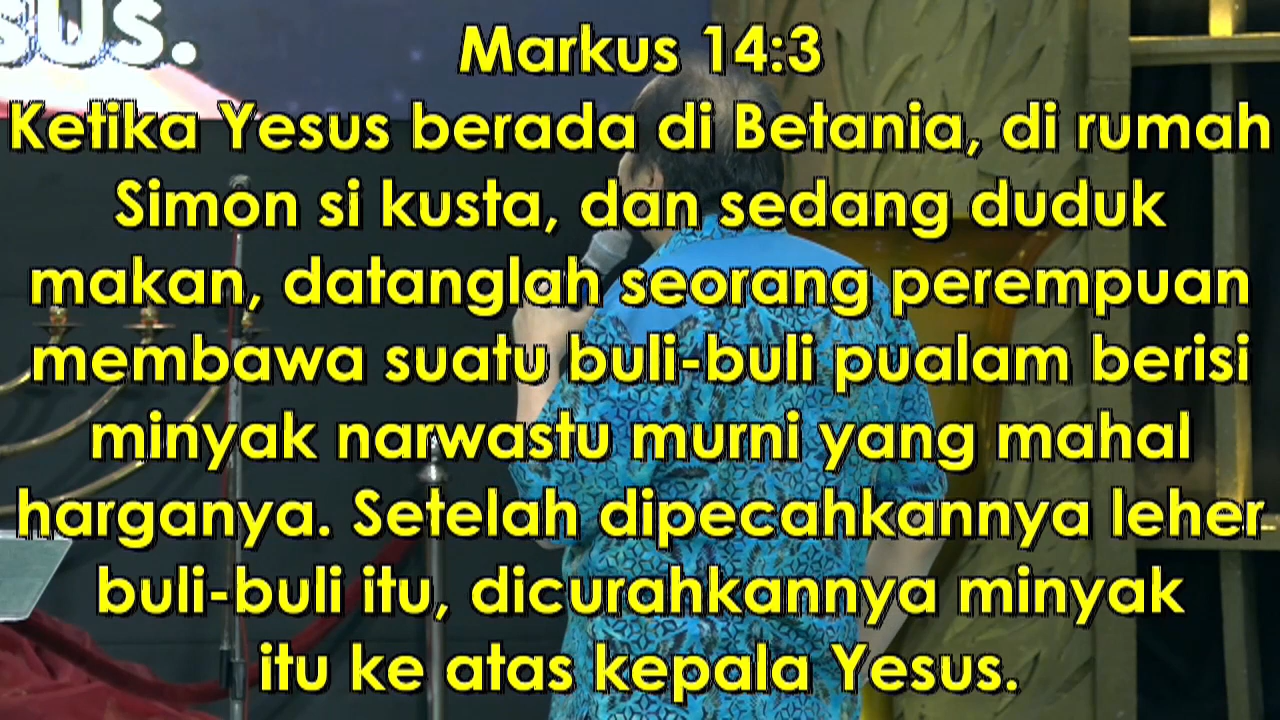 sus.
Markus 14:3
Ketika Yesus berada di Betania, di rumah
Simon si kusta, dan sedang duduk
makan, datanglah seorang perempuan
membawa suatu buli-buli pualam berisi
minyak narwastu murni yang mahal
harganya. Setelah dipecahkannya leher
buli-buli itu, dicurahkannya minyak
itu ke atas kepala Yesus.